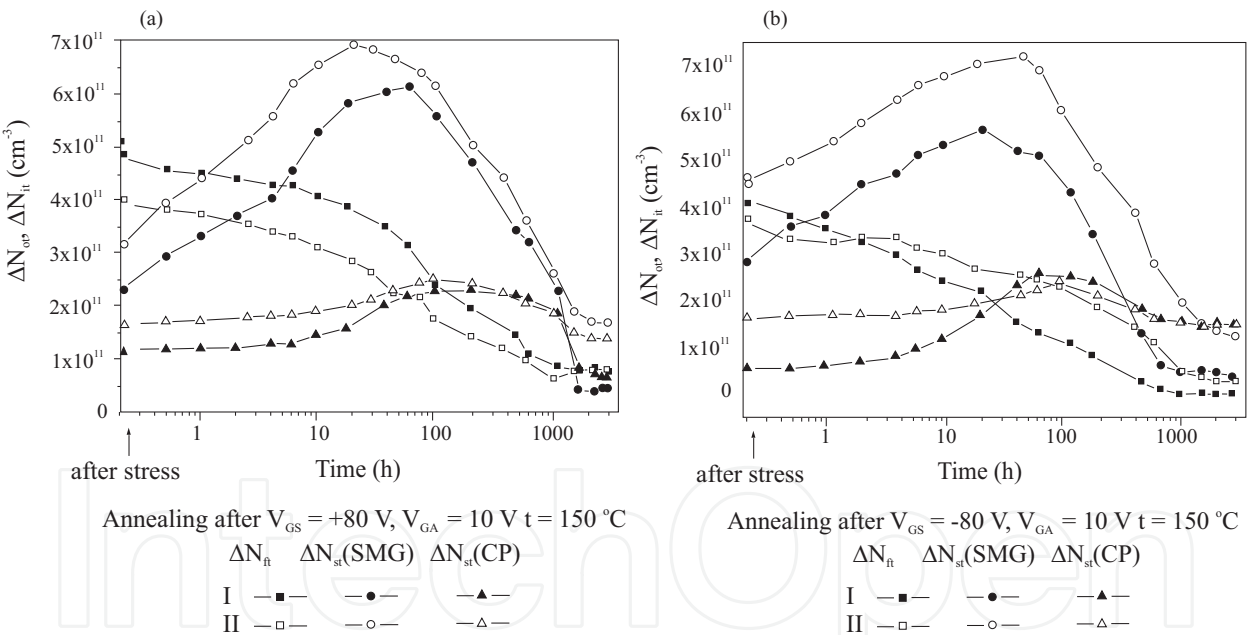 (a)
7x10¹¹
6x10¹¹
5x10¹¹
4x10¹¹
3x10¹¹
2x10¹¹
1x10¹¹
0
ΔN_ot, ΔN_it (cm⁻³)
1 10 100 1000
after stress
Time (h)
Annealing after V_GS = +80 V, V_GA = 10 V t = 150 °C
ΔN_ft ΔN_st(SMG) ΔN_st(CP)
I
II
(b)
7x10¹¹
6x10¹¹
5x10¹¹
4x10¹¹
3x10¹¹
2x10¹¹
1x10¹¹
0
ΔN_ot, ΔN_it (cm⁻³)
1 10 100 1000
after stress
Time (h)
Annealing after V_GS = -80 V, V_GA = 10 V t = 150 °C
ΔN_ft ΔN_st(SMG) ΔN_st(CP)
I
II
IntechOpen